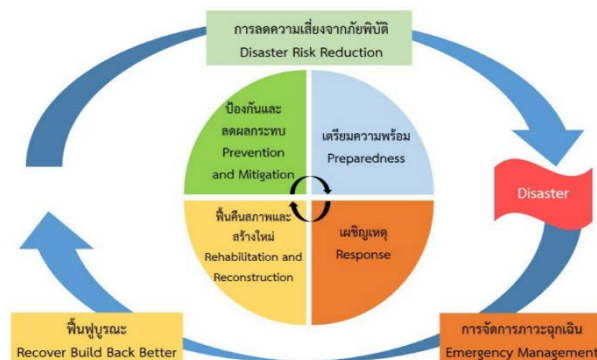 การลดความเสี่ยงจากภัยพิบัติ
Disaster Risk Reduction
ป้องกันและ
ลดผลกระทบ
Prevention
and Mitigation
เตรียมความพร้อม
Preparedness
Disaster
ฟื้นคืนสภาพและ
สร้างใหม่
Rehabilitation and
Reconstruction
เผชิญเหตุ
Response
ฟื้นฟูบูรณะ
Recover Build Back Better
การจัดการภาวะฉุกเฉิน
Emergency Management